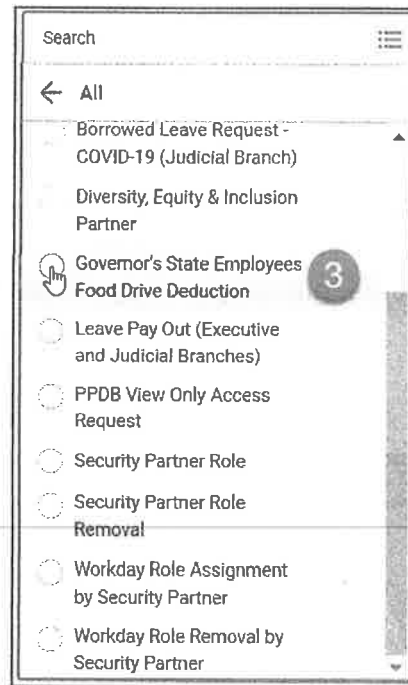 Search
All
Borrowed Leave Request -
COVID-19 (Judicial Branch)
Diversity, Equity & Inclusion
Partner
Governor's State Employees
Food Drive Deduction
3
Leave Pay Out (Executive
and Judicial Branches)
PPDB View Only Access
Request
Security Partner Role
Security Partner Role
Removal
Workday Role Assignment
by Security Partner
Workday Role Removal by
Security Partner